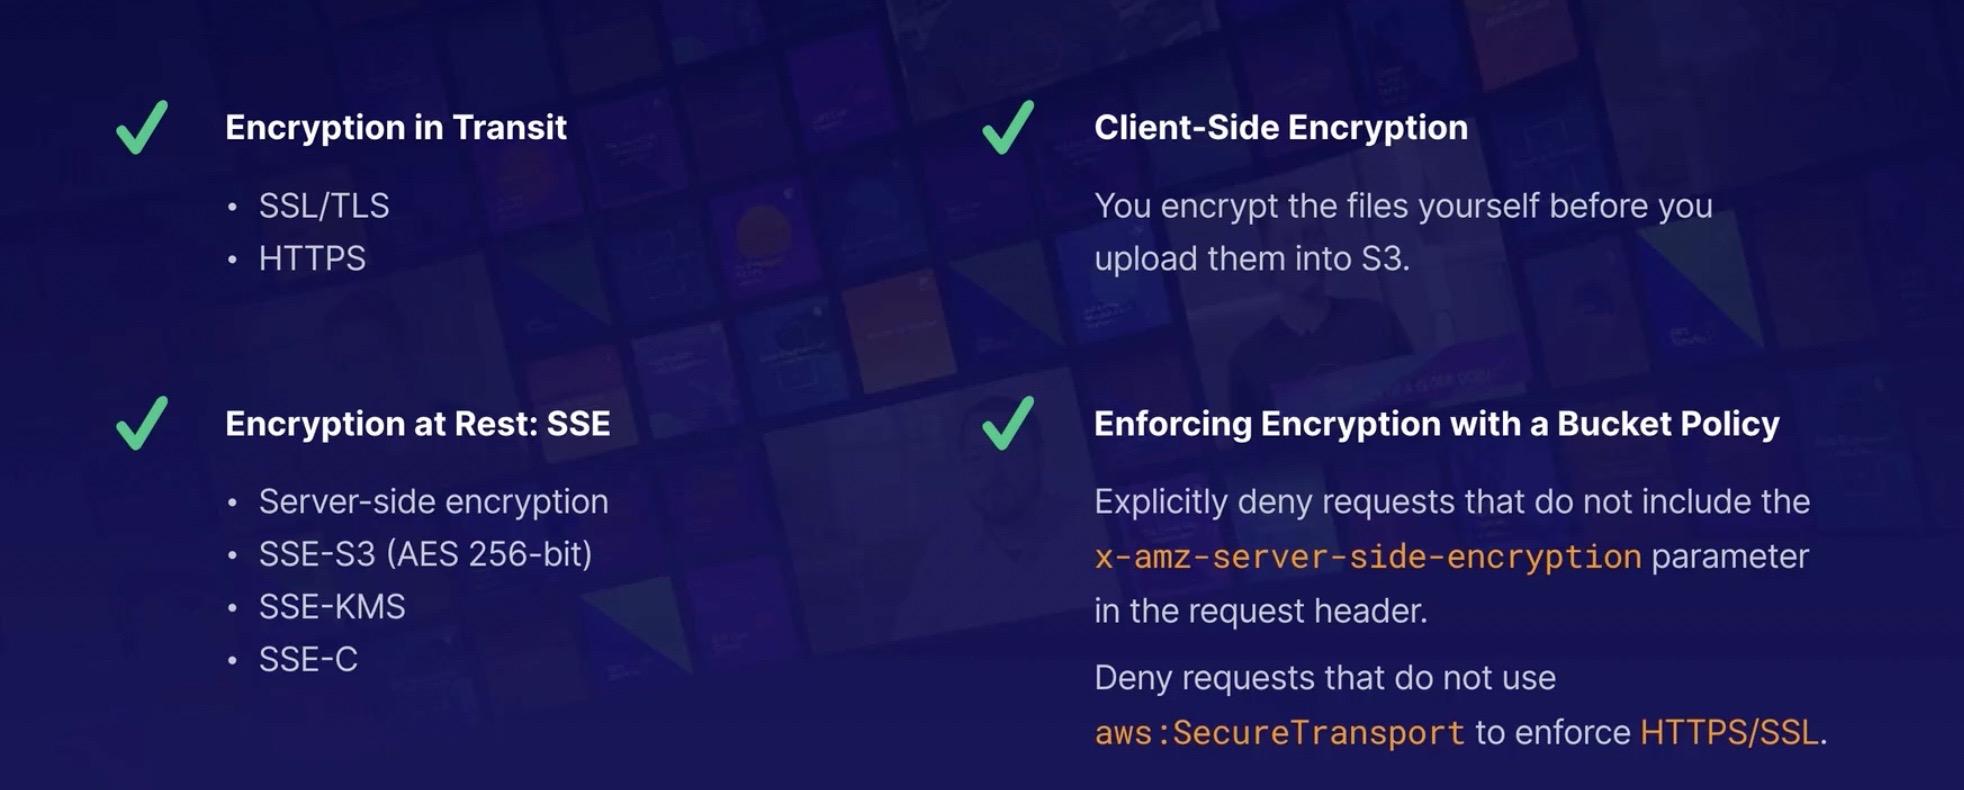 Encryption in Transit
• SSL/TLS
• HTTPS
Client-Side Encryption
You encrypt the files yourself before you
upload them into S3.
Encryption at Rest: SSE
• Server-side encryption
• SSE-S3 (AES 256-bit)
• SSE-KMS
• SSE-C
Enforcing Encryption with a Bucket Policy
Explicitly deny requests that do not include the
x-amz-server-side-encryption parameter
in the request header.
Deny requests that do not use
aws:SecureTransport to enforce HTTPS/SSL.